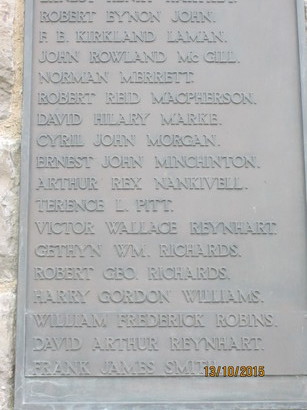 ROBERT EYNON JOHN.
F. E. KIRKLAND LAMAN.
JOHN ROWLAND Mc GILL.
NORMAN MERRETT.
ROBERT REID MACPHERSON.
DAVID HILARY MARKE.
CYRIL JOHN MORGAN.
ERNEST JOHN MINCHINTON.
ARTHUR REX NANKIVELL.
TERENCE L. PITT.
VICTOR WALLACE REYNHART.
GETHYN WM. RICHARDS.
ROBERT GEO. RICHARDS.
HARRY GORDON WILLIAMS.
WILLIAM FREDERICK ROBINS.
DAVID ARTHUR REYNHART.
FRANK JAMES SMITH.
13/10/2015